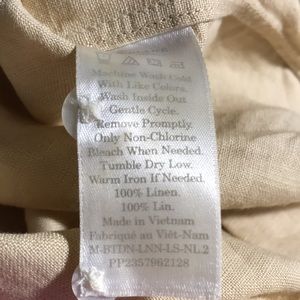 Machine Wash Cold
With Like Colors.
Wash Inside Out
Gentle Cycle.
Remove Promptly.
Only Non-Chlorine
Bleach When Needed.
Tumble Dry Low.
Warm Iron If Needed.
100% Linen.
100% Lin.
Made in Vietnam
Fabriqué au Viêt-Nam
M-BTDN-LNN-LS-NL.2
PP2357962128